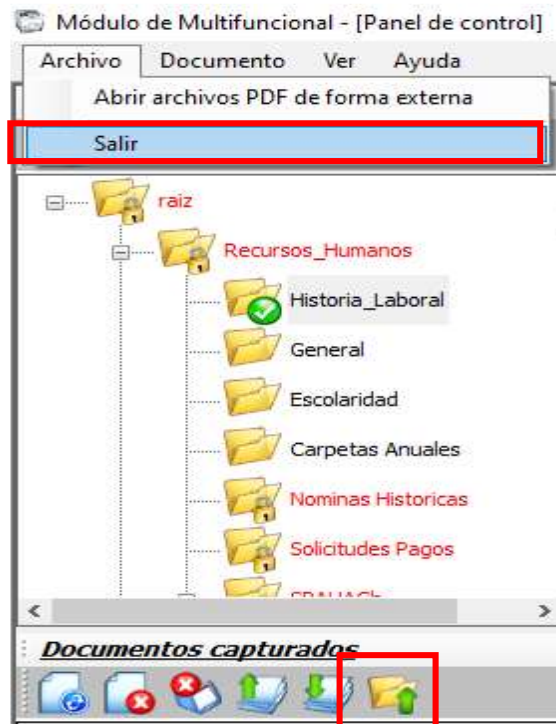 Módulo de Multifuncional - [Panel de control]
Archivo Documento Ver Ayuda
Abrir archivos PDF de forma externa
Salir
raiz
Recursos_Humanos
Historia_Laboral
General
Escolaridad
Carpetas Anuales
Nominas Historicas
Solicitudes Pagos
Documentos capturados